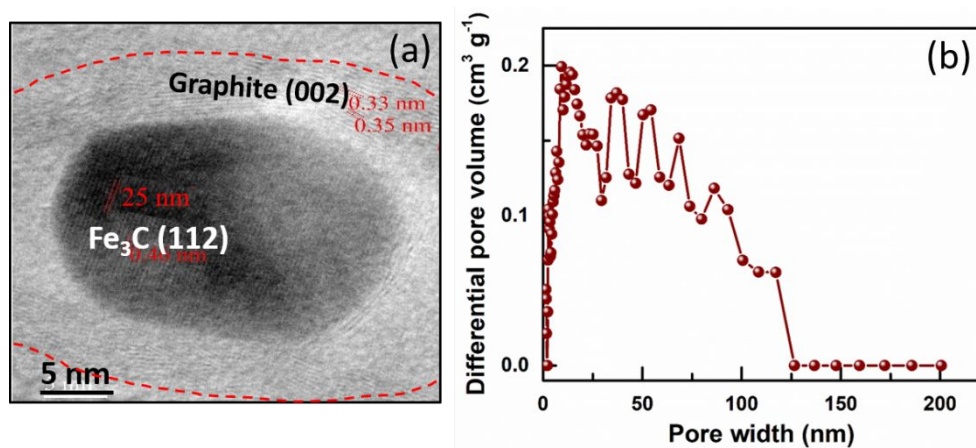 (a)
Graphite (002)
0.33 nm
0.35 nm
25 nm
Fe₃C (112)
0.40 nm
5 nm
(b)
Differential pore volume (cm³ g⁻¹)
0.2
0.1
0.0
0 50 100 150 200
Pore width (nm)